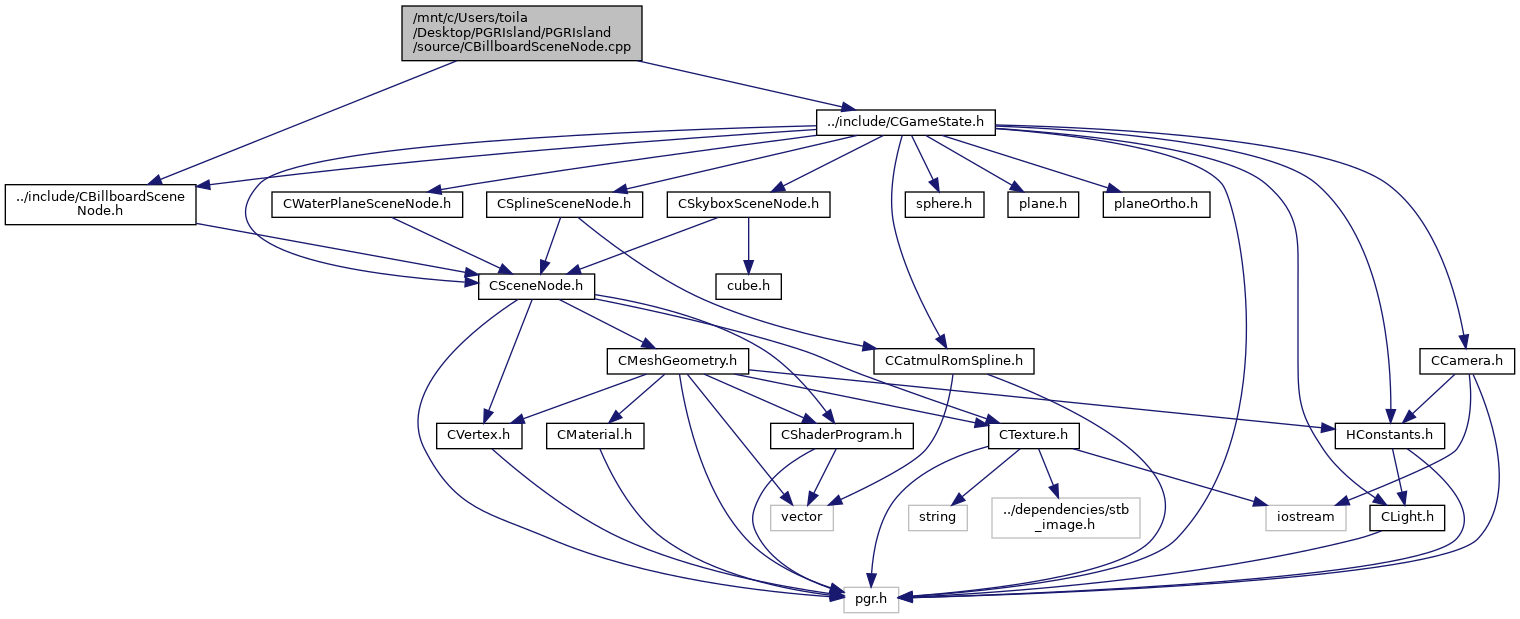 /mnt/c/Users/toila
/Desktop/PGRIsland/PGRIsland
/source/CBillboardSceneNode.cpp
../include/CGameState.h
../include/CBillboardScene
Node.h
CWaterPlaneSceneNode.h
CSplineSceneNode.h
CSkyboxSceneNode.h
sphere.h
plane.h
planeOrtho.h
CSceneNode.h
cube.h
CMeshGeometry.h
CCatmulRomSpline.h
CCamera.h
CVertex.h
CMaterial.h
CShaderProgram.h
CTexture.h
HConstants.h
vector
string
../dependencies/stb
_image.h
iostream
CLight.h
pgr.h